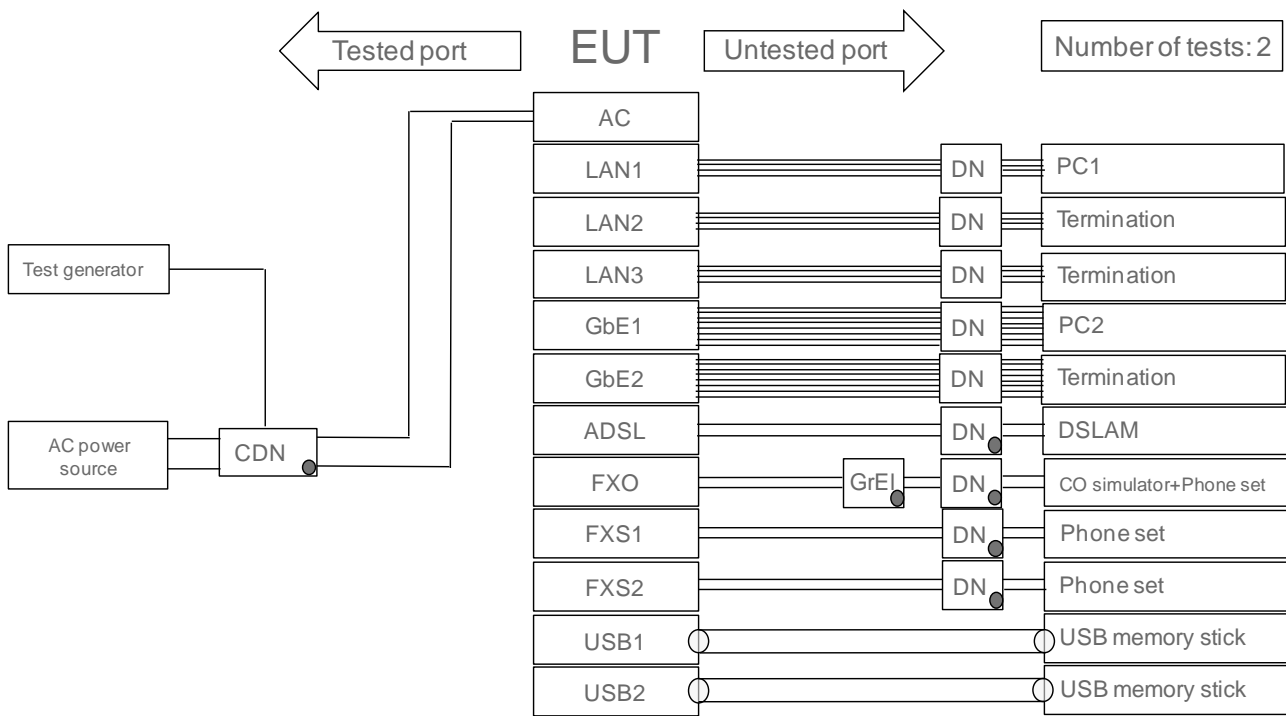 Tested port
EUT
Untested port
Number of tests: 2
AC
LAN1
DN
PC1
LAN2
DN
Termination
Test generator
LAN3
DN
Termination
GbE1
DN
PC2
GbE2
DN
Termination
AC power
source
CDN
ADSL
DN
DSLAM
FXO
GrEI
DN
CO simulator+Phone set
FXS1
DN
Phone set
FXS2
DN
Phone set
USB1
USB memory stick
USB2
USB memory stick